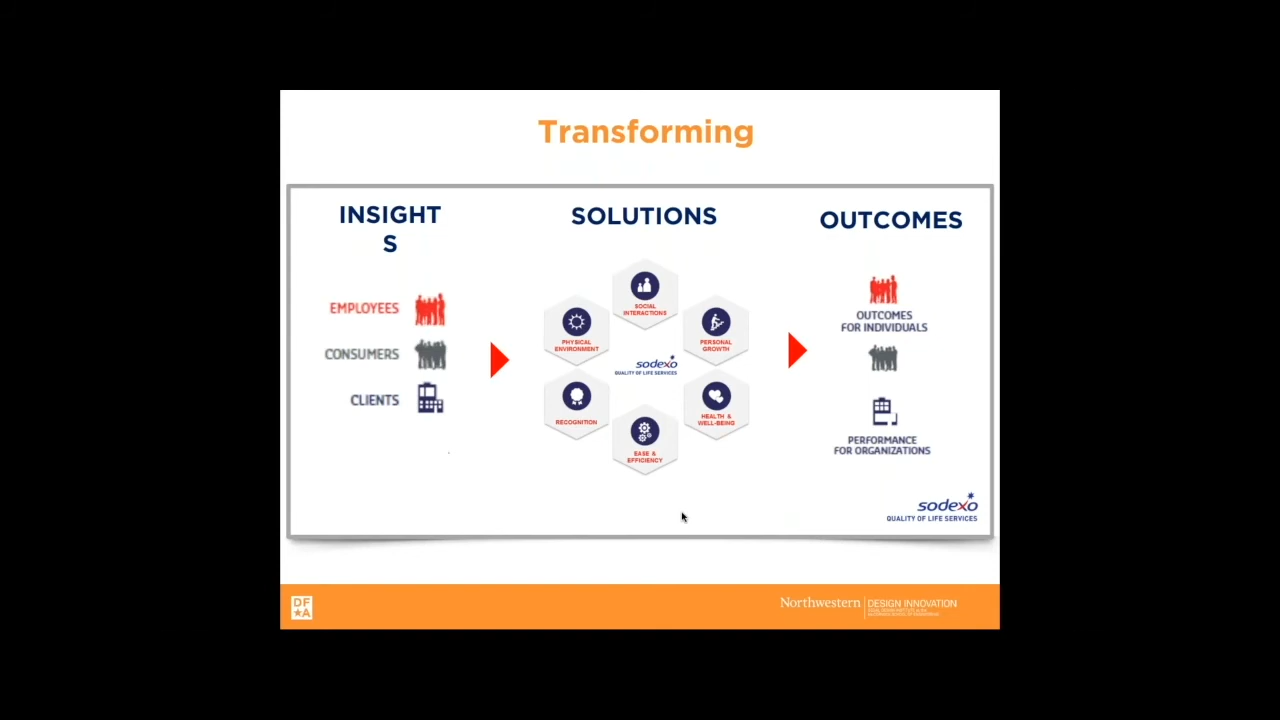 Transforming
INSIGHT
S
EMPLOYEES
CONSUMERS
CLIENTS
SOLUTIONS
SOCIAL
INTERACTIONS
PHYSICAL
ENVIRONMENT
PERSONAL
GROWTH
sodexo
QUALITY OF LIFE SERVICES
RECOGNITION
HEALTH &
WELL-BEING
EASE &
EFFICIENCY
OUTCOMES
OUTCOMES
FOR INDIVIDUALS
PERFORMANCE
FOR ORGANIZATIONS
sodexo
QUALITY OF LIFE SERVICES
DF
A
Northwestern
DESIGN INNOVATION